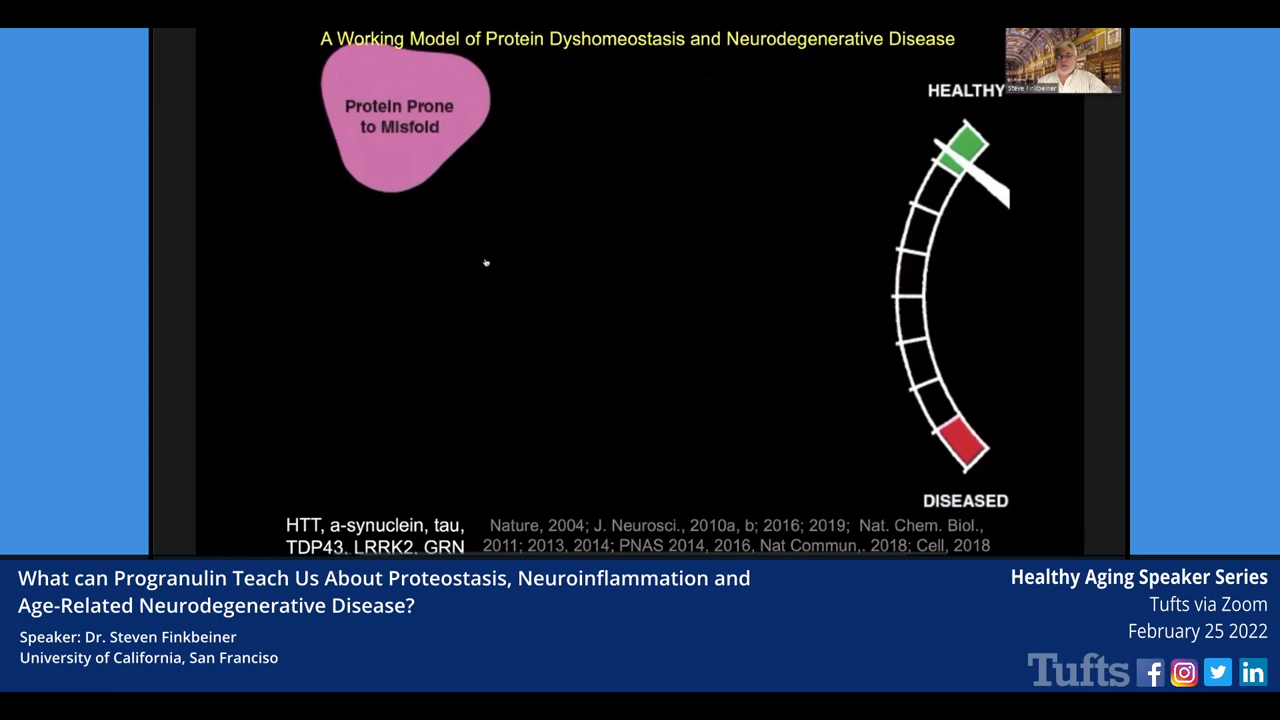 A Working Model of Protein Dyshomeostasis and Neurodegenerative Disease
Protein Prone
to Misfold
HEALTHY
Steve Finkbeiner
DISEASED
HTT, a-synuclein, tau,
TDP43, LRRK2, GRN
Nature, 2004; J. Neurosci., 2010a, b; 2016; 2019; Nat. Chem. Biol.,
2011; 2013, 2014; PNAS 2014, 2016, Nat Commun,. 2018; Cell, 2018
What can Progranulin Teach Us About Proteostasis, Neuroinflammation and
Age-Related Neurodegenerative Disease?
Speaker: Dr. Steven Finkbeiner
University of California, San Franciso
Healthy Aging Speaker Series
Tufts via Zoom
February 25 2022
Tufts